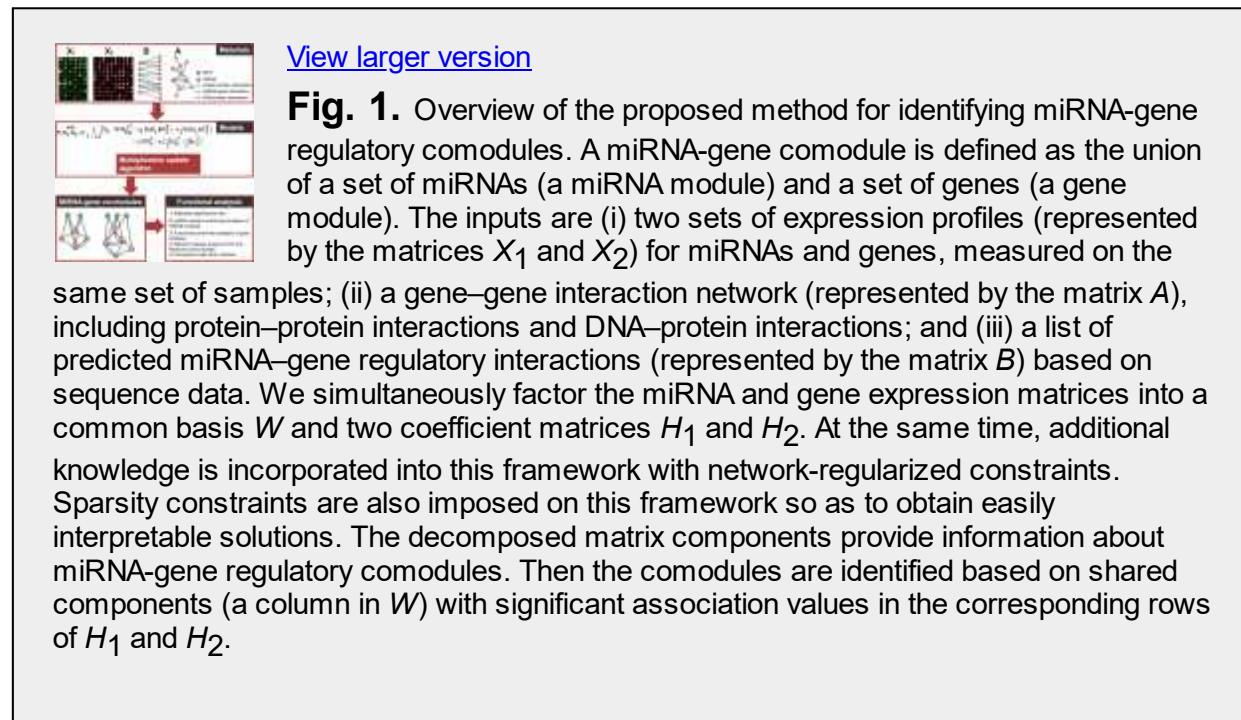 X₁ X₂ B A
View larger version
Fig. 1. Overview of the proposed method for identifying miRNA-gene
regulatory comodules. A miRNA-gene comodule is defined as the union
of a set of miRNAs (a miRNA module) and a set of genes (a gene
module). The inputs are (i) two sets of expression profiles (represented
by the matrices X₁ and X₂) for miRNAs and genes, measured on the
same set of samples; (ii) a gene–gene interaction network (represented by the matrix A),
including protein–protein interactions and DNA–protein interactions; and (iii) a list of
predicted miRNA–gene regulatory interactions (represented by the matrix B) based on
sequence data. We simultaneously factor the miRNA and gene expression matrices into a
common basis W and two coefficient matrices H₁ and H₂. At the same time, additional
knowledge is incorporated into this framework with network-regularized constraints.
Sparsity constraints are also imposed on this framework so as to obtain easily
interpretable solutions. The decomposed matrix components provide information about
miRNA-gene regulatory comodules. Then the comodules are identified based on shared
components (a column in W) with significant association values in the corresponding rows
of H₁ and H₂.